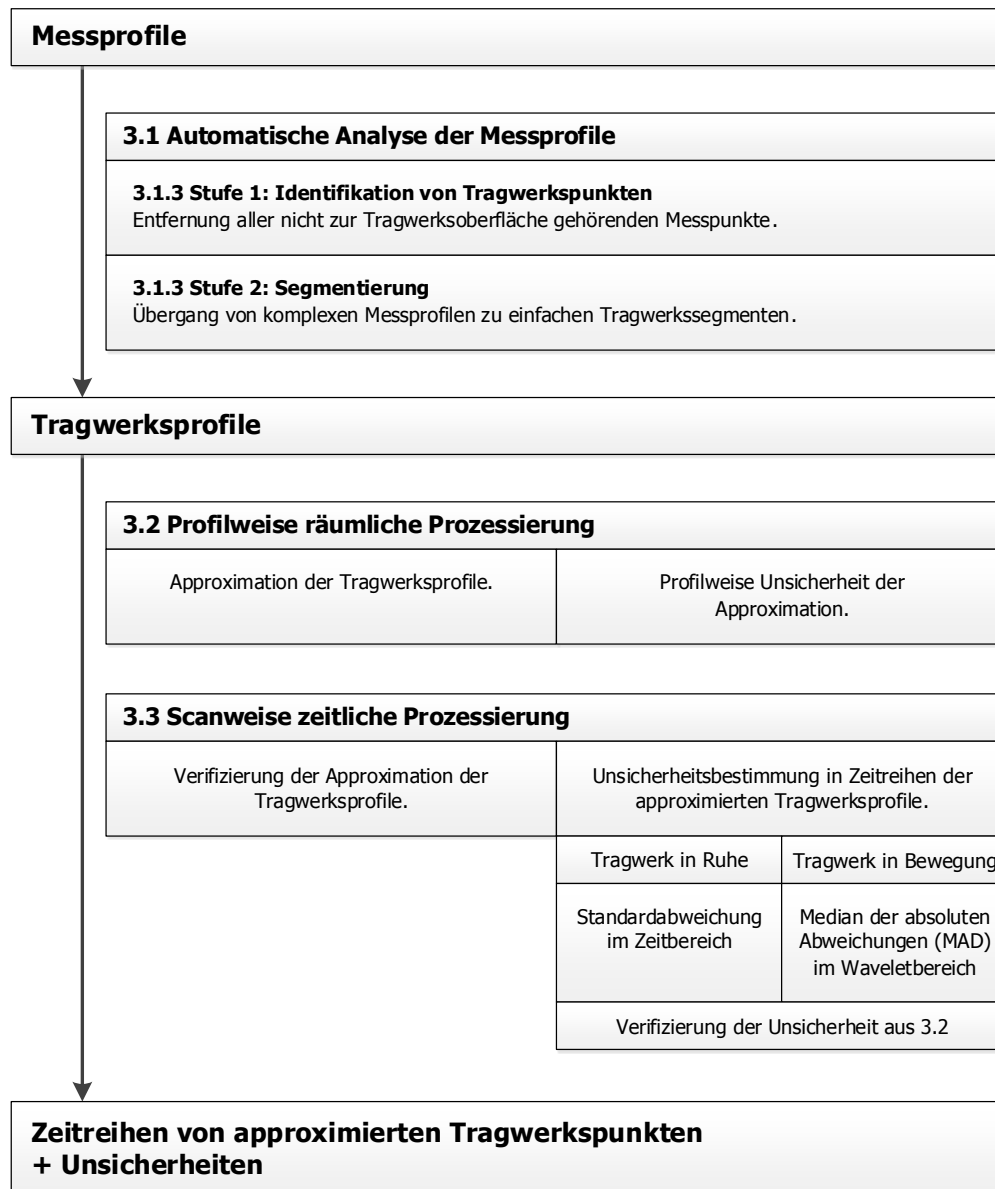 Messprofile
3.1 Automatische Analyse der Messprofile
3.1.3 Stufe 1: Identifikation von Tragwerkspunkten
Entfernung aller nicht zur Tragwerksoberfläche gehörenden Messpunkte.
3.1.3 Stufe 2: Segmentierung
Übergang von komplexen Messprofilen zu einfachen Tragwerkssegmenten.
Tragwerksprofile
3.2 Profilweise räumliche Prozessierung
Approximation der Tragwerksprofile.
Profilweise Unsicherheit der
Approximation.
3.3 Scanweise zeitliche Prozessierung
Verifizierung der Approximation der
Tragwerksprofile.
Unsicherheitsbestimmung in Zeitreihen der
approximierten Tragwerksprofile.
Tragwerk in Ruhe
Tragwerk in Bewegung
Standardabweichung
im Zeitbereich
Median der absoluten
Abweichungen (MAD)
im Waveletbereich
Verifizierung der Unsicherheit aus 3.2
Zeitreihen von approximierten Tragwerkspunkten
+ Unsicherheiten